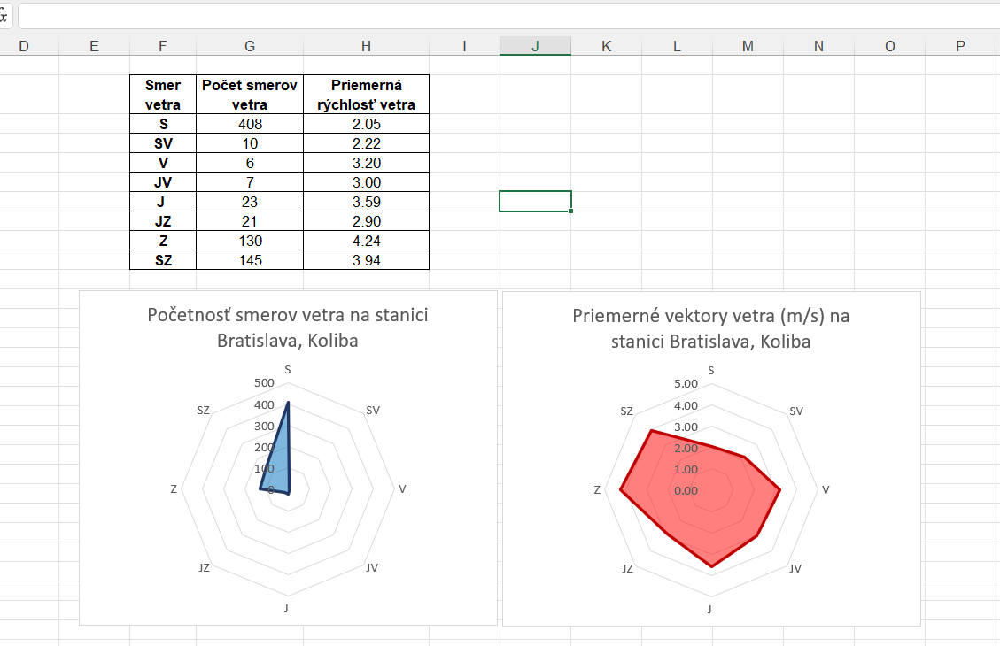 fx
D E F G H I J K L M N O P
Smer Počet smerov Priemerná
vetra vetra rýchlosť vetra
S 408 2.05
SV 10 2.22
V 6 3.20
JV 7 3.00
J 23 3.59
JZ 21 2.90
Z 130 4.24
SZ 145 3.94
Početnosť smerov vetra na stanici
Bratislava, Koliba
S
500
SZ SV
400
300
200
100
Z 0 V
JZ JV
J
Priemerné vektory vetra (m/s) na
stanici Bratislava, Koliba
S
5.00
SZ SV
4.00
3.00
2.00
1.00
Z 0.00 V
JZ JV
J